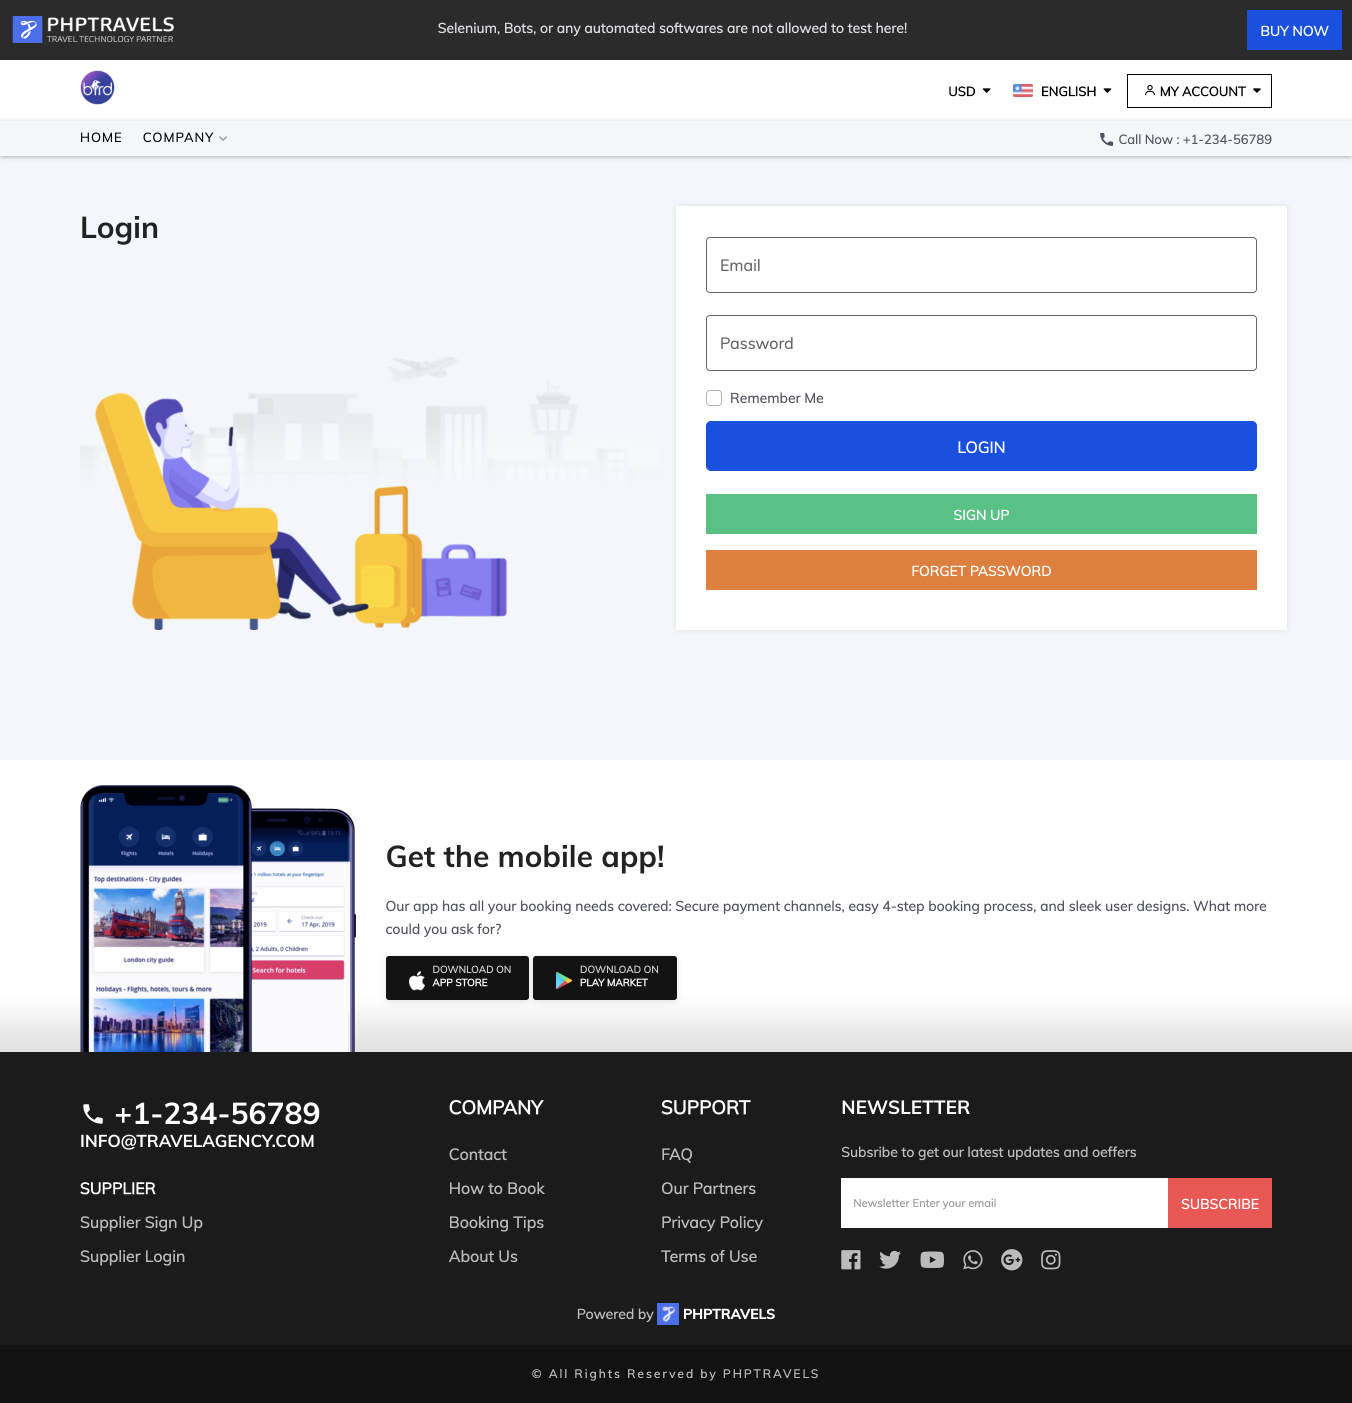 PHPTRAVELS
TRAVEL TECHNOLOGY PARTNER
Selenium, Bots, or any automated softwares are not allowed to test here!
BUY NOW
bird
USD
ENGLISH
MY ACCOUNT
HOME
COMPANY
Call Now : +1-234-56789
Login
Email
Password
Remember Me
LOGIN
SIGN UP
FORGET PASSWORD
Flights
Hotels
Holidays
Top destinations - City guides
London city guide
Holidays - Flights, hotels, tours & more
1 million hotels at your fingertips!
2019
Check-out
17 Apr, 2019
2 Adults, 0 Children
Search for hotels
Get the mobile app!
Our app has all your booking needs covered: Secure payment channels, easy 4-step booking process, and sleek user designs. What more
could you ask for?
DOWNLOAD ON
APP STORE
DOWNLOAD ON
PLAY MARKET
+1-234-56789
INFO@TRAVELAGENCY.COM
SUPPLIER
Supplier Sign Up
Supplier Login
COMPANY
Contact
How to Book
Booking Tips
About Us
SUPPORT
FAQ
Our Partners
Privacy Policy
Terms of Use
NEWSLETTER
Subsribe to get our latest updates and oeffers
Newsletter Enter your email
SUBSCRIBE
Powered by PHPTRAVELS
© All Rights Reserved by PHPTRAVELS